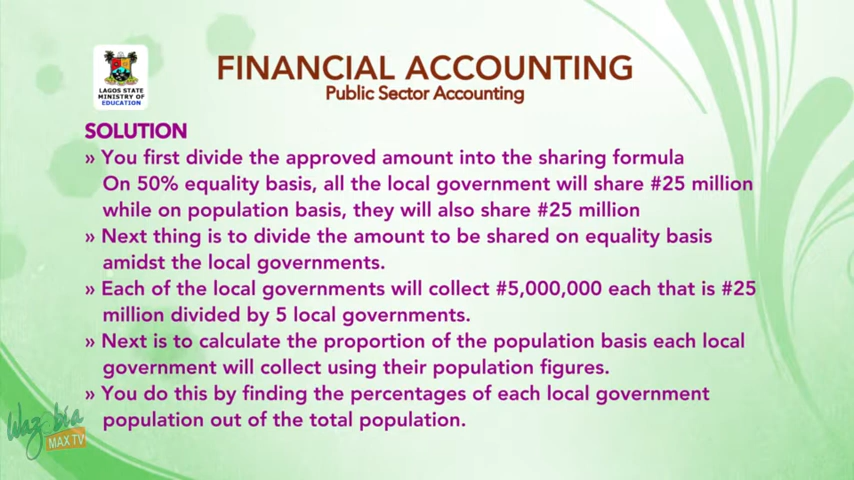 FINANCIAL ACCOUNTING
Public Sector Accounting
LAGOS STATE
MINISTRY OF
EDUCATION
SOLUTION
» You first divide the approved amount into the sharing formula
On 50% equality basis, all the local government will share #25 million
while on population basis, they will also share #25 million
» Next thing is to divide the amount to be shared on equality basis
amidst the local governments.
» Each of the local governments will collect #5,000,000 each that is #25
million divided by 5 local governments.
» Next is to calculate the proportion of the population basis each local
government will collect using their population figures.
» You do this by finding the percentages of each local government
population out of the total population.
Wazobia
MAX TV